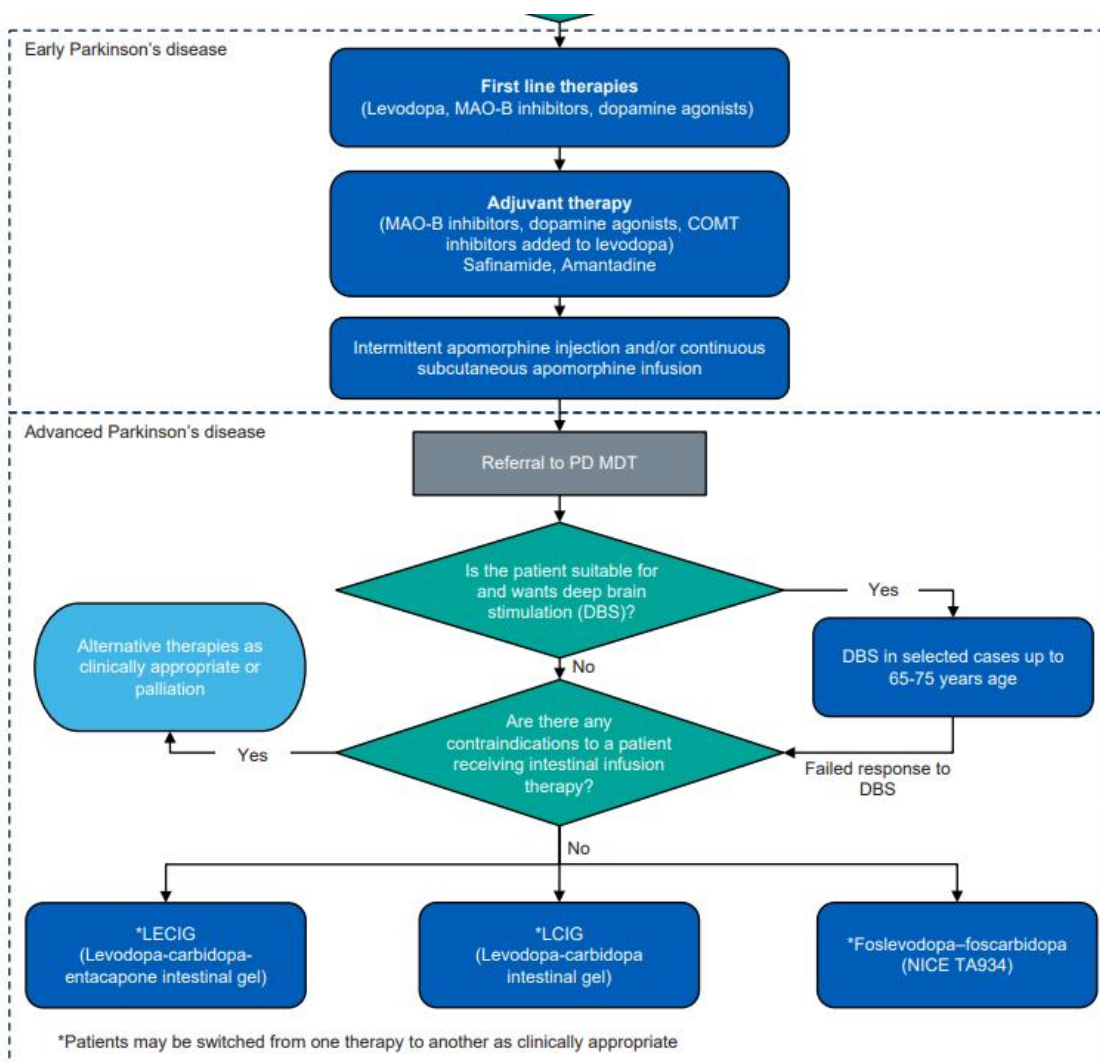 Early Parkinson's disease
First line therapies
(Levodopa, MAO-B inhibitors, dopamine agonists)
Adjuvant therapy
(MAO-B inhibitors, dopamine agonists, COMT
inhibitors added to levodopa)
Safinamide, Amantadine
Intermittent apomorphine injection and/or continuous
subcutaneous apomorphine infusion
Advanced Parkinson's disease
Referral to PD MDT
Is the patient suitable for
and wants deep brain
stimulation (DBS)?
Yes
DBS in selected cases up to
65-75 years age
No
Alternative therapies as
clinically appropriate or
palliation
Are there any
contraindications to a patient
receiving intestinal infusion
therapy?
Yes
Failed response to
DBS
No
*LECIG
(Levodopa-carbidopa-
entacapone intestinal gel)
*LCIG
(Levodopa-carbidopa
intestinal gel)
*Foslevodopa–foscarbidopa
(NICE TA934)
*Patients may be switched from one therapy to another as clinically appropriate